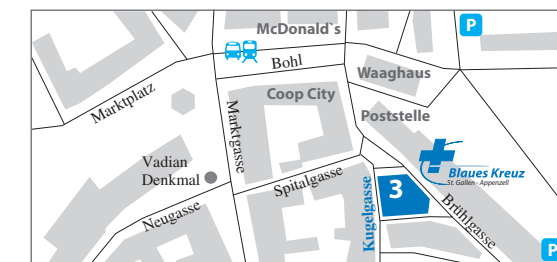 McDonald`s
P
Bohl
Waaghaus
Marktplatz
Coop City
Poststelle
Marktgasse
Vadian
Denkmal
Spitalgasse
Neugasse
Kugelgasse
3
Blaues Kreuz
St. Gallen - Appenzell
Brühlgasse
P